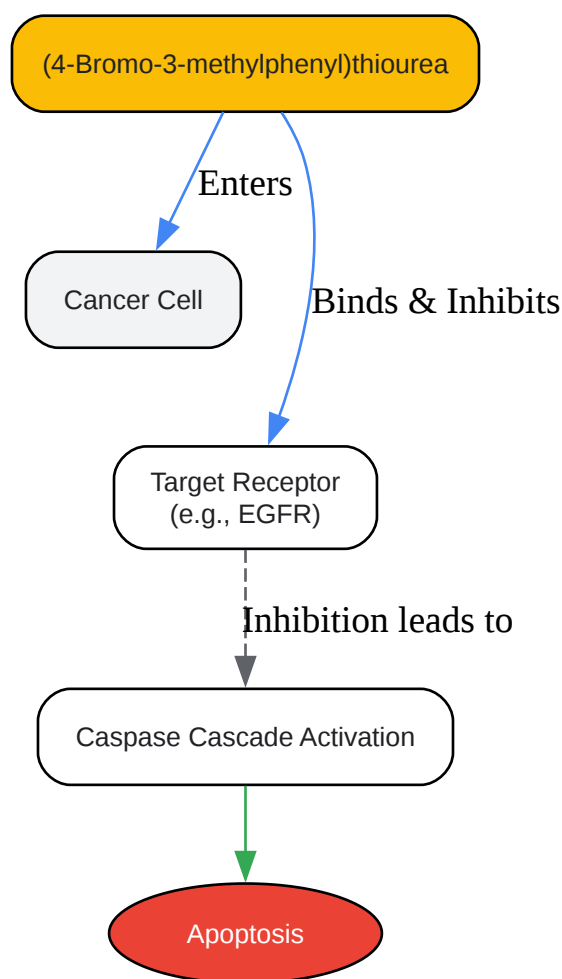 (4-Bromo-3-methylphenyl)thiourea
Enters
Cancer Cell
Binds & Inhibits
Target Receptor
(e.g., EGFR)
Inhibition leads to
Caspase Cascade Activation
Apoptosis